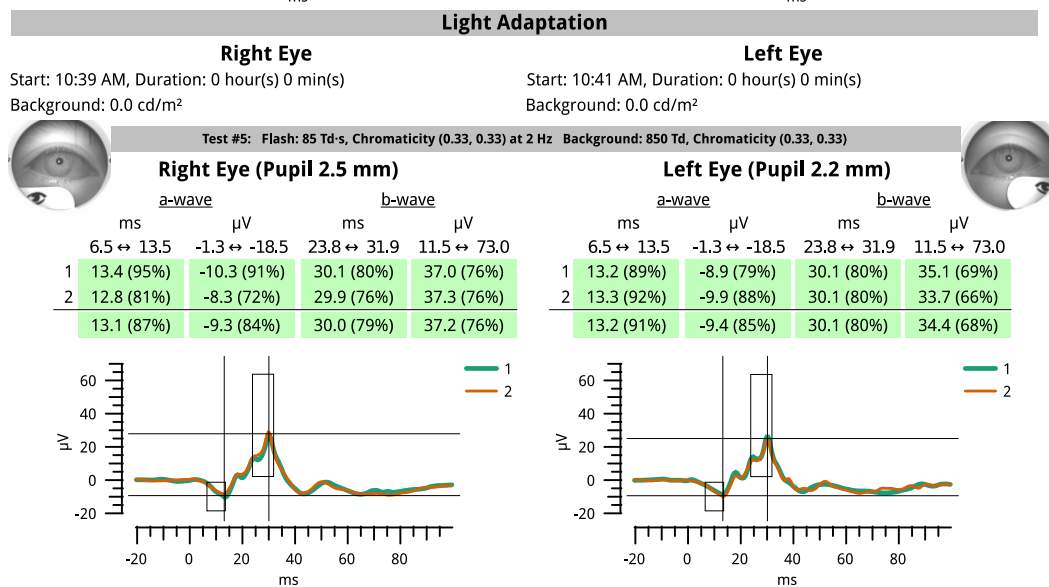 ms ms
Light Adaptation
Right Eye Left Eye
Start: 10:39 AM, Duration: 0 hour(s) 0 min(s) Start: 10:41 AM, Duration: 0 hour(s) 0 min(s)
Background: 0.0 cd/m² Background: 0.0 cd/m²
Test #5: Flash: 85 Td·s, Chromaticity (0.33, 0.33) at 2 Hz Background: 850 Td, Chromaticity (0.33, 0.33)
Right Eye (Pupil 2.5 mm) Left Eye (Pupil 2.2 mm)
a-wave b-wave a-wave b-wave
ms µV ms µV ms µV ms µV
6.5 ↔ 13.5 -1.3 ↔ -18.5 23.8 ↔ 31.9 11.5 ↔ 73.0 6.5 ↔ 13.5 -1.3 ↔ -18.5 23.8 ↔ 31.9 11.5 ↔ 73.0
1 13.4 (95%) -10.3 (91%) 30.1 (80%) 37.0 (76%) 1 13.2 (89%) -8.9 (79%) 30.1 (80%) 35.1 (69%)
2 12.8 (81%) -8.3 (72%) 29.9 (76%) 37.3 (76%) 2 13.3 (92%) -9.9 (88%) 30.1 (80%) 33.7 (66%)
13.1 (87%) -9.3 (84%) 30.0 (79%) 37.2 (76%) 13.2 (91%) -9.4 (85%) 30.1 (80%) 34.4 (68%)
1 1
60 60
2 2
40 40
µV 20 µV 20
0 0
-20 -20
-20 0 20 40 60 80 -20 0 20 40 60 80
ms ms